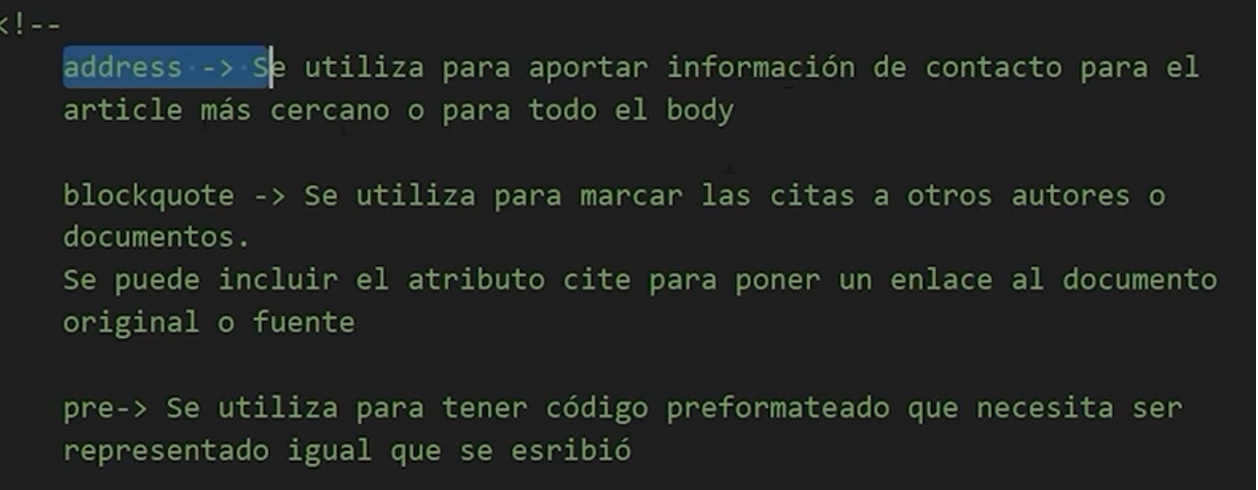 <!--
address -> Se utiliza para aportar información de contacto para el
article más cercano o para todo el body
blockquote -> Se utiliza para marcar las citas a otros autores o
documentos.
Se puede incluir el atributo cite para poner un enlace al documento
original o fuente
pre-> Se utiliza para tener código preformateado que necesita ser
representado igual que se esribió